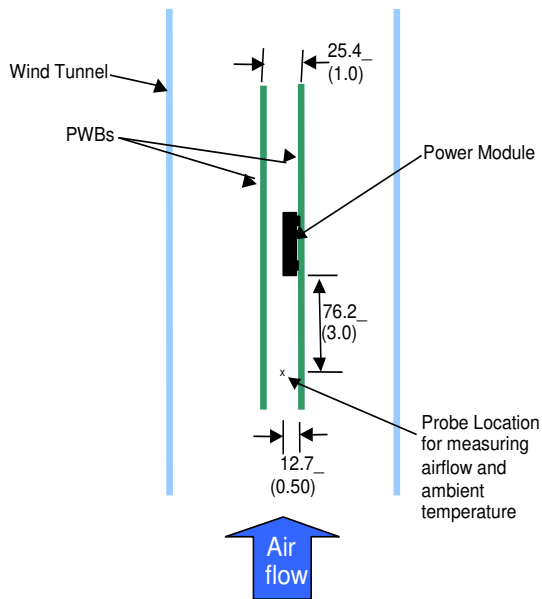 25.4_
(1.0)
Wind Tunnel
PWBs
Power Module
76.2_
(3.0)
x
Probe Location
for measuring
airflow and
ambient
temperature
12.7_
(0.50)
Air
flow